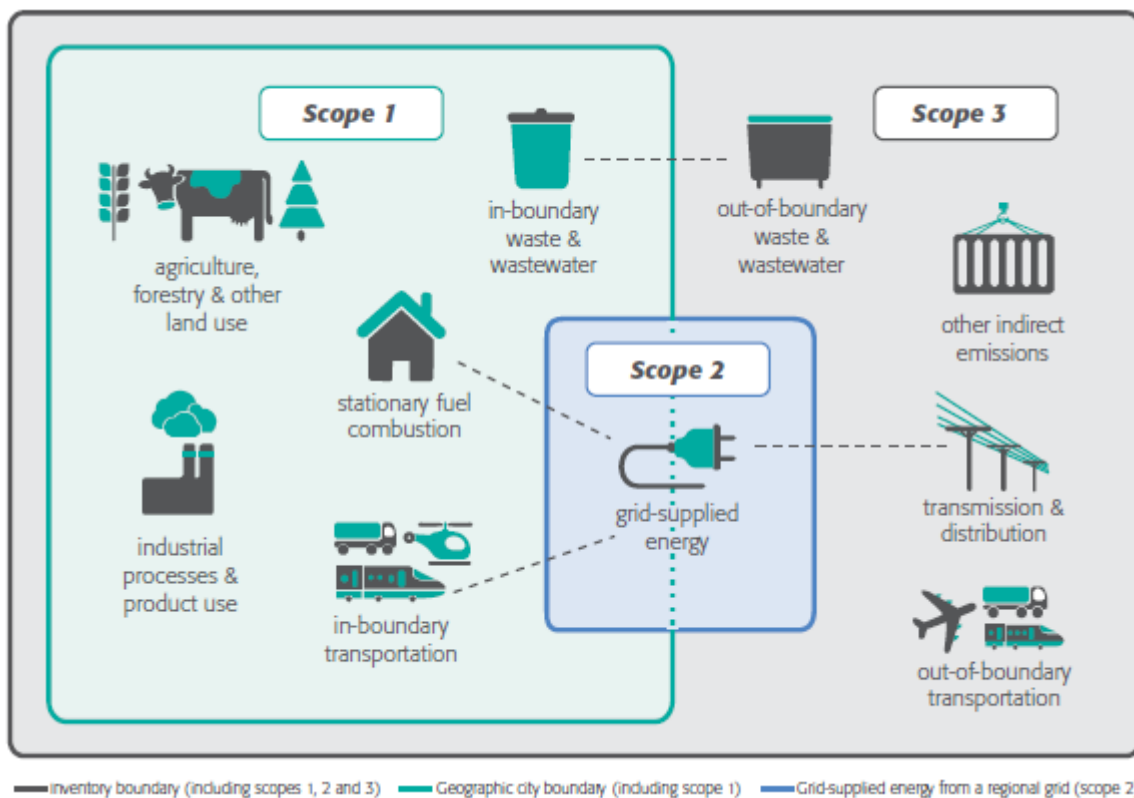 Scope 1
Scope 3
in-boundary
waste &
wastewater
out-of-boundary
waste &
wastewater
agriculture,
forestry & other
land use
other indirect
emissions
Scope 2
stationary fuel
combustion
grid-supplied
energy
transmission &
distribution
industrial
processes &
product use
in-boundary
transportation
out-of-boundary
transportation
Inventory boundary (including scopes 1, 2 and 3) Geographic city boundary (including scope 1) Grid-supplied energy from a regional grid (scope 2